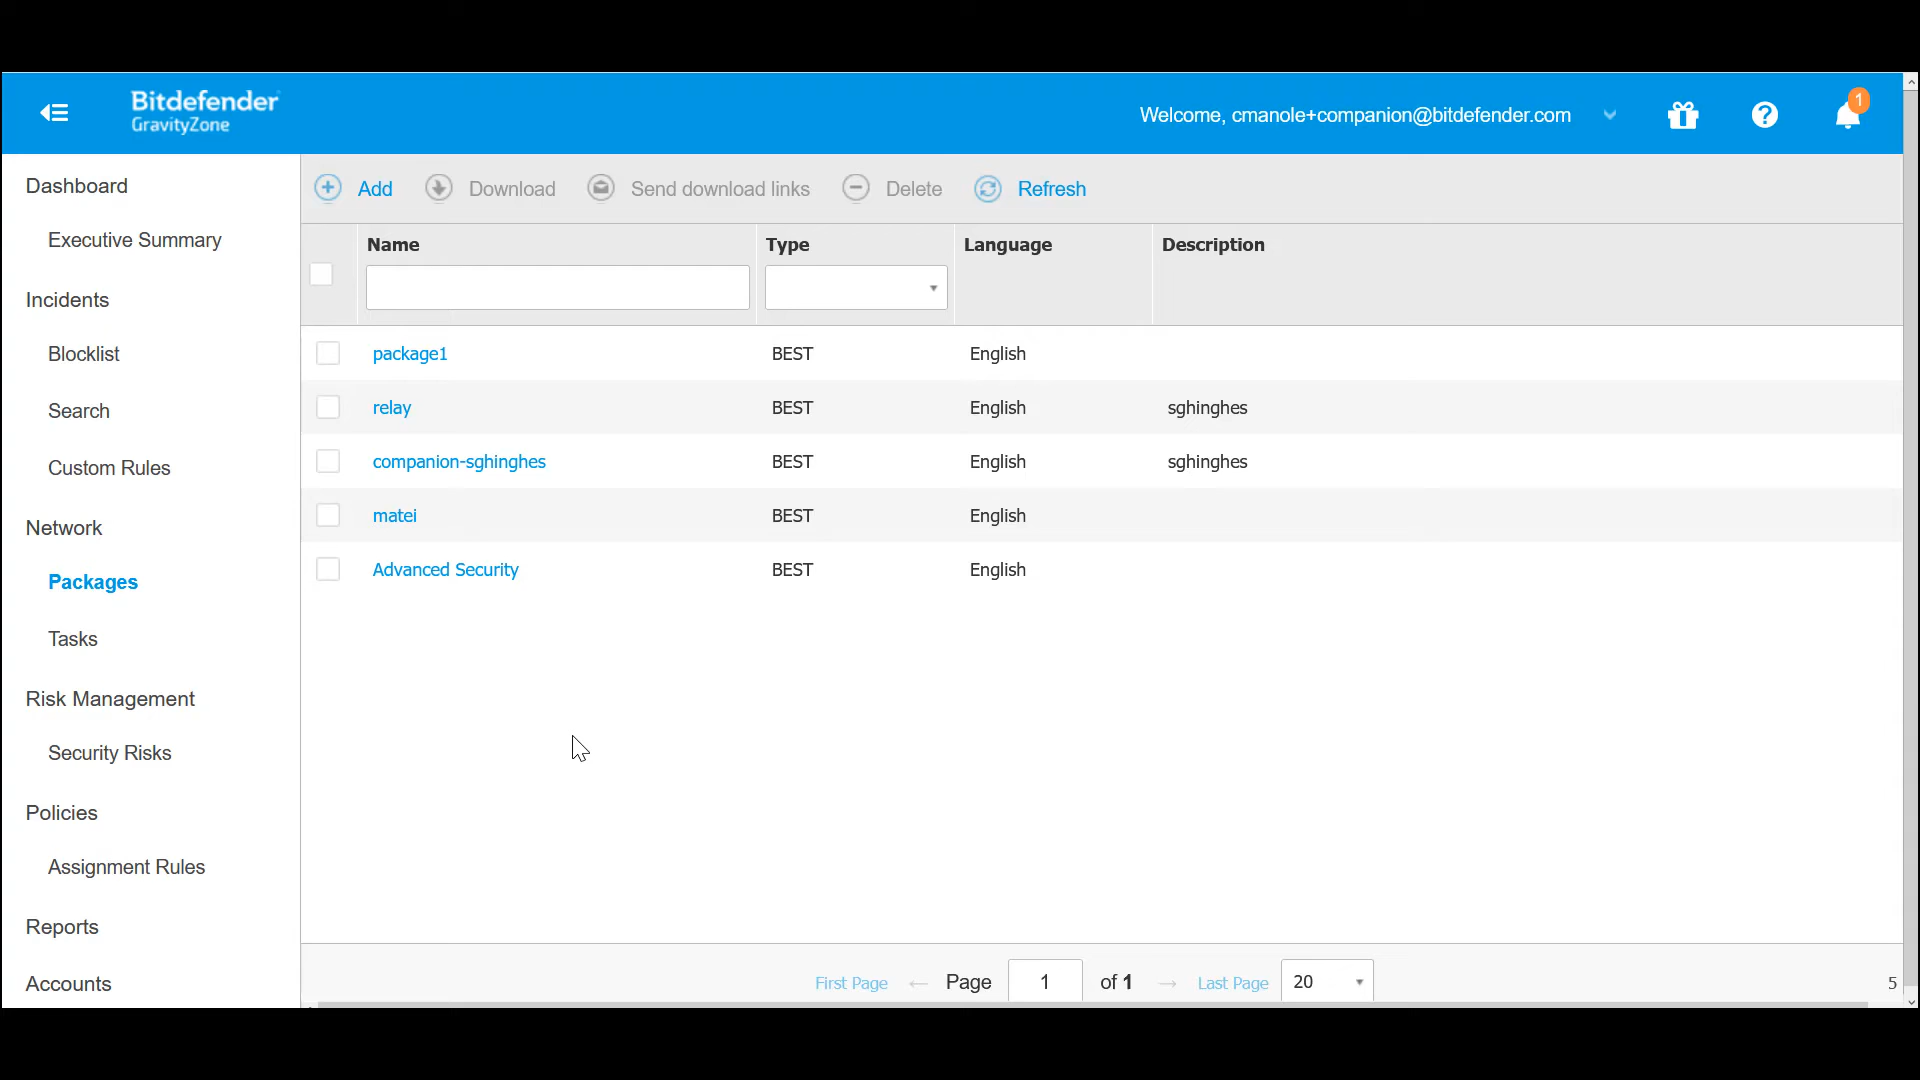 Bitdefender
GravityZone
Welcome, cmanole+companion@bitdefender.com
?
1
Dashboard
Executive Summary
Incidents
Blocklist
Search
Custom Rules
Network
Packages
Tasks
Risk Management
Security Risks
Policies
Assignment Rules
Reports
Accounts
Add Download Send download links Delete Refresh
Name Type Language Description
package1 BEST English
relay BEST English sghinghes
companion-sghinghes BEST English sghinghes
matei BEST English
Advanced Security BEST English
First Page ← Page 1 of 1 → Last Page 20 5